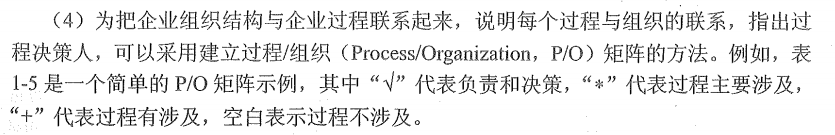 （4）为把企业组织结构与企业过程联系起来，说明每个过程与组织的联系，指出过
程决策人，可以采用建立过程/组织（Process/Organization，P/O）矩阵的方法。例如，表
1-5 是一个简单的 P/O 矩阵示例，其中“√”代表负责和决策，“*”代表过程主要涉及，
“+”代表过程有涉及，空白表示过程不涉及。